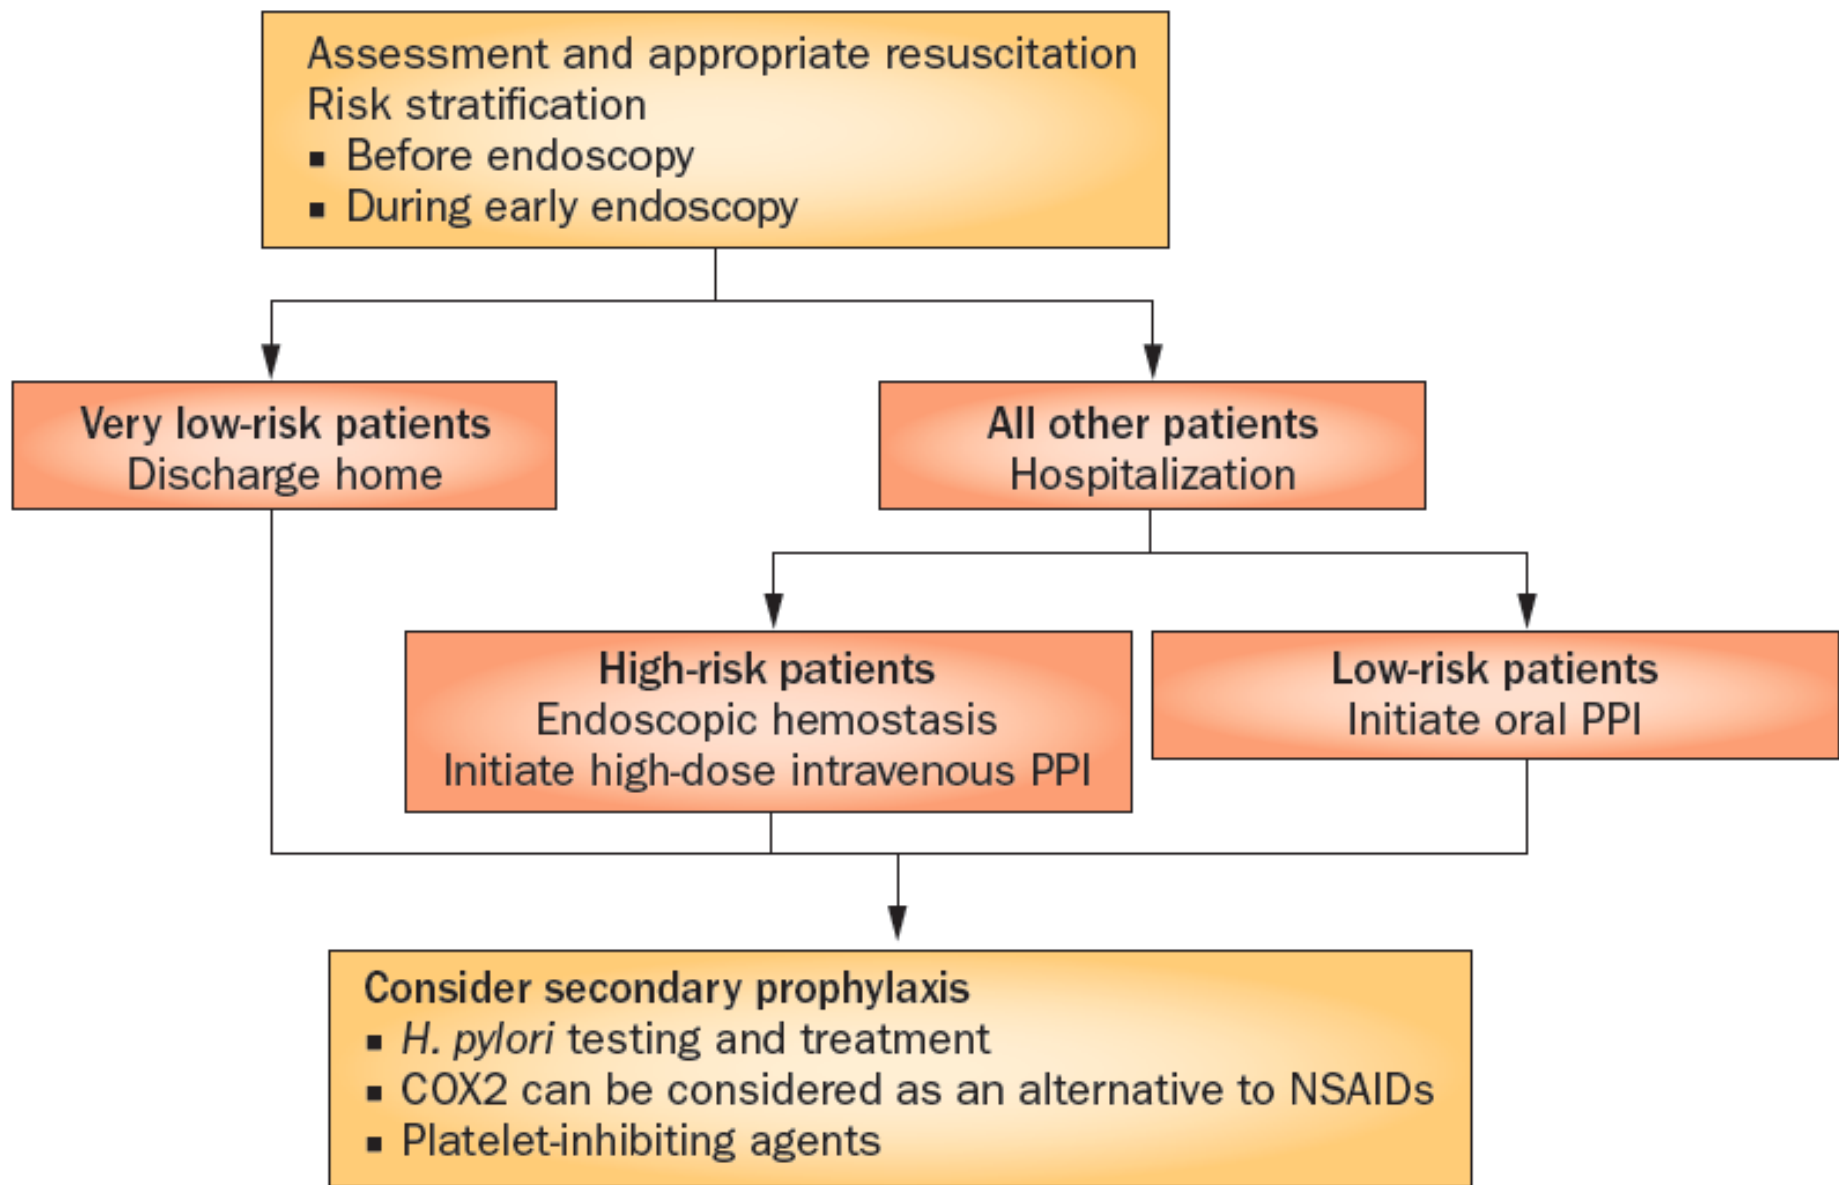 Assessment and appropriate resuscitation
Risk stratification
▪ Before endoscopy
▪ During early endoscopy
Very low-risk patients
Discharge home
All other patients
Hospitalization
High-risk patients
Endoscopic hemostasis
Initiate high-dose intravenous PPI
Low-risk patients
Initiate oral PPI
Consider secondary prophylaxis
▪ H. pylori testing and treatment
▪ COX2 can be considered as an alternative to NSAIDs
▪ Platelet-inhibiting agents